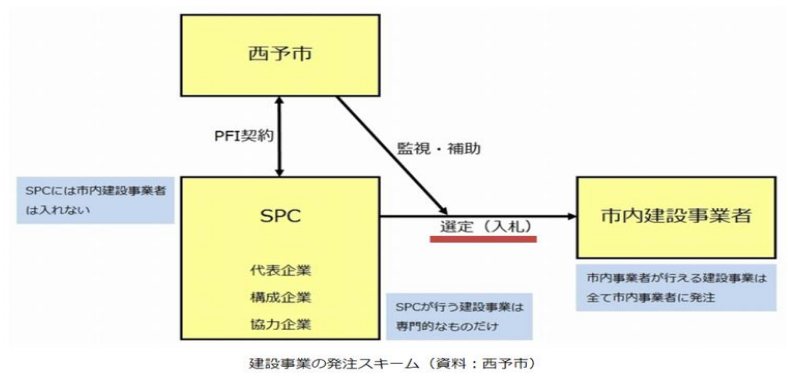 西予市
PFI契約
監視・補助
SPCには市内建設事業者
は入れない
SPC
代表企業
構成企業
協力企業
選定（入札）
市内建設事業者
SPCが行う建設事業は
専門的なものだけ
市内事業者が行える建設事業は
全て市内事業者に発注
建設事業の発注スキーム（資料：西予市）